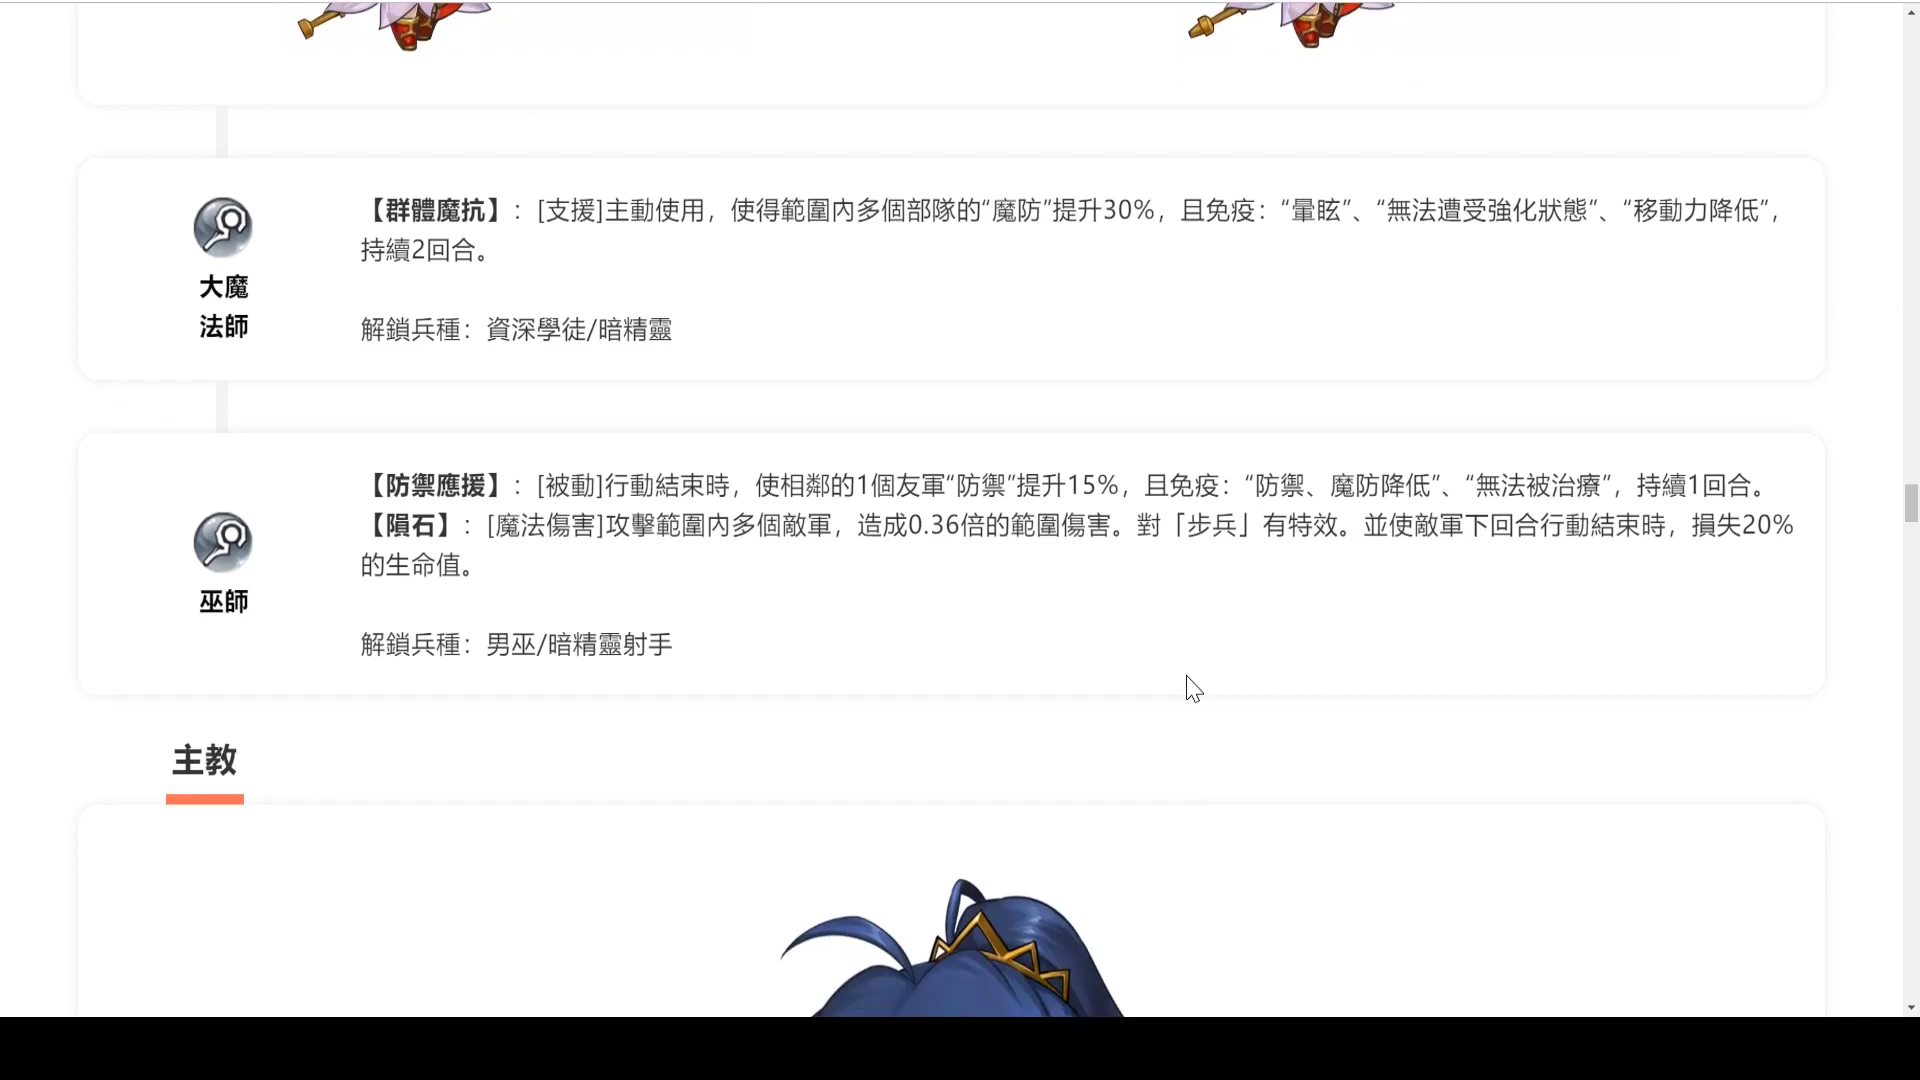 【群體魔抗】：[支援]主動使用，使得範圍內多個部隊的“魔防”提升30%，且免疫：“暈眩”、“無法遭受強化狀態”、“移動力降低”，
持續2回合。
大魔
法師
解鎖兵種：資深學徒/暗精靈
【防禦應援】：[被動]行動結束時，使相鄰的1個友軍“防禦”提升15%，且免疫：“防禦、魔防降低”、“無法被治療”，持續1回合。
【隕石】：[魔法傷害]攻擊範圍內多個敵軍，造成0.36倍的範圍傷害。對「步兵」有特效。並使敵軍下回合行動結束時，損失20%
的生命值。
巫師
解鎖兵種：男巫/暗精靈射手
主教